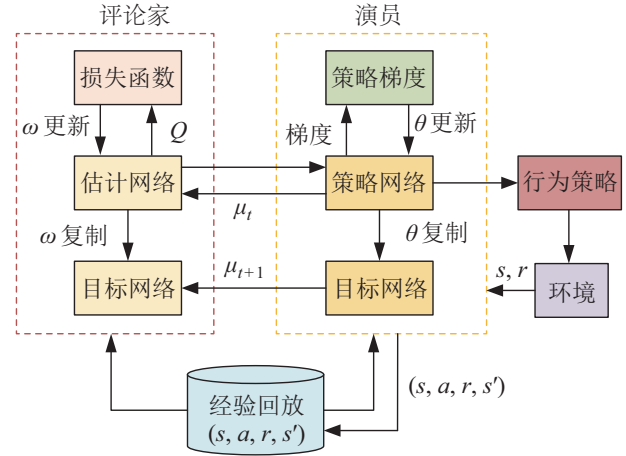 评论家
演员
损失函数
策略梯度
ω 更新
Q
梯度
θ 更新
估计网络
策略网络
行为策略
μt
ω 复制
θ 复制
s, r
目标网络
μt+1
目标网络
环境
经验回放
(s, a, r, s′)
(s, a, r, s′)